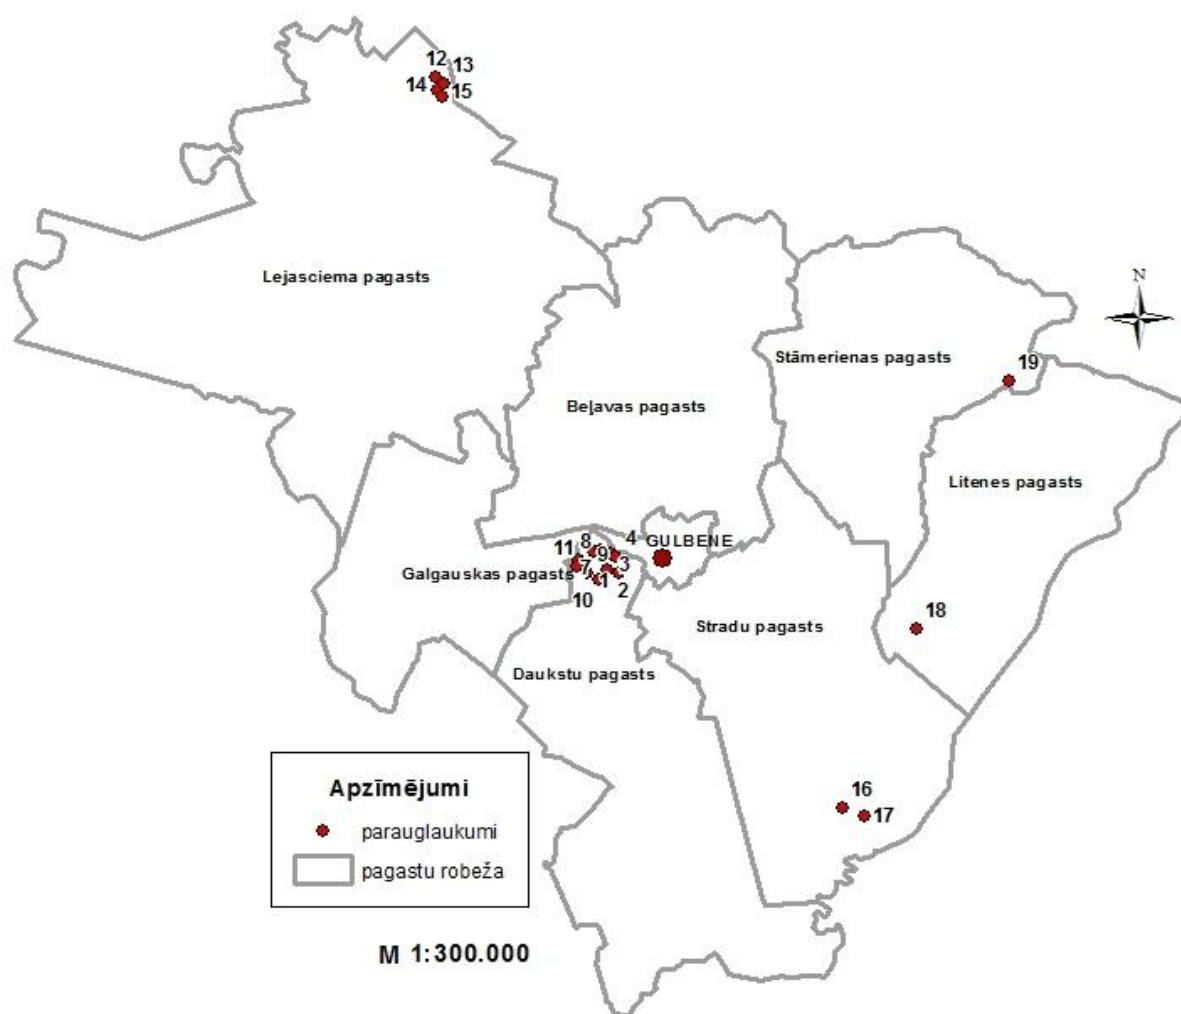 12
13
14
15
Lejasciema pagasts
N
Stāmerienas pagasts
19
Beļavas pagasts
Litenes pagasts
4
GULBENE
8
9
11
3
7
Galgauskas pagasts
1
2
10
18
Stradu pagasts
Daukstu pagasts
Apzīmējumi
paraugl­aukumi
pagastu robeža
16
17
M 1:300.000